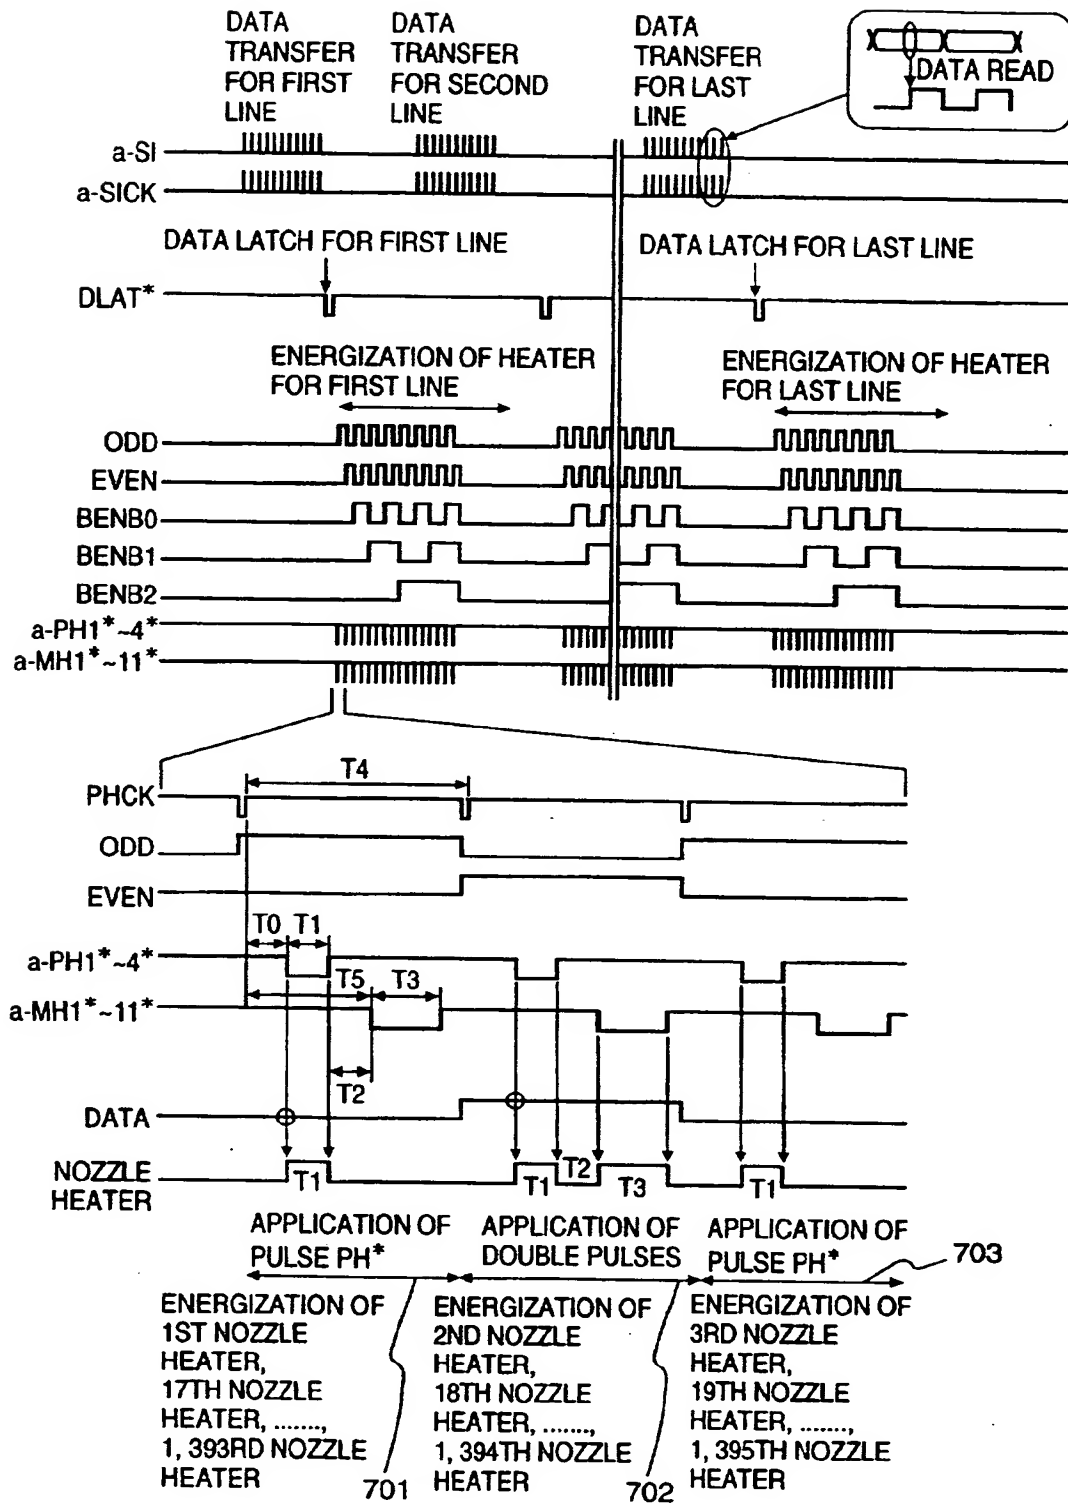 DATA TRANSFER FOR FIRST LINE
DATA TRANSFER FOR SECOND LINE
DATA TRANSFER FOR LAST LINE
DATA READ
a-SI
a-SICK
DATA LATCH FOR FIRST LINE
DATA LATCH FOR LAST LINE
DLAT*
ENERGIZATION OF HEATER
FOR FIRST LINE
ENERGIZATION OF HEATER
FOR LAST LINE
ODD
EVEN
BENB0
BENB1
BENB2
a-PH1*~4*
a-MH1*~11*
T4
PHCK
ODD
EVEN
T0 T1
a-PH1*~4*
T5 T3
a-MH1*~11*
T2
DATA
NOZZLE
HEATER
T1
T1
T2
T3
T1
APPLICATION OF
PULSE PH*
APPLICATION OF
DOUBLE PULSES
APPLICATION OF
PULSE PH*
703
ENERGIZATION OF
1ST NOZZLE
HEATER,
17TH NOZZLE
HEATER, ........,
1, 393RD NOZZLE
HEATER
701
ENERGIZATION OF
2ND NOZZLE
HEATER,
18TH NOZZLE
HEATER, ........,
1, 394TH NOZZLE
HEATER
702
ENERGIZATION OF
3RD NOZZLE
HEATER,
19TH NOZZLE
HEATER, ........,
1, 395TH NOZZLE
HEATER